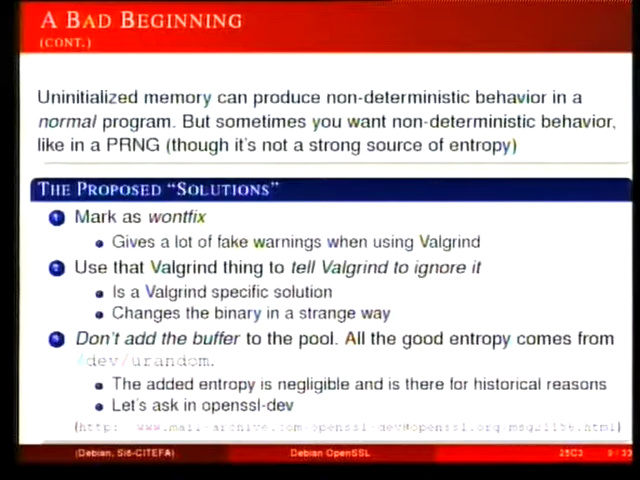 A BAD BEGINNING
(CONT.)
Uninitialized memory can produce non-deterministic behavior in a
normal program. But sometimes you want non-deterministic behavior,
like in a PRNG (though it's not a strong source of entropy)
THE PROPOSED "SOLUTIONS"
1 Mark as wontfix
Gives a lot of fake warnings when using Valgrind
2 Use that Valgrind thing to tell Valgrind to ignore it
Is a Valgrind specific solution
Changes the binary in a strange way
3 Don't add the buffer to the pool. All the good entropy comes from
/dev/urandom.
The added entropy is negligible and is there for historical reasons
Let's ask in openssl-dev
(Debian, Si6-CITEFA) Debian OpenSSL 25C3 9 / 33